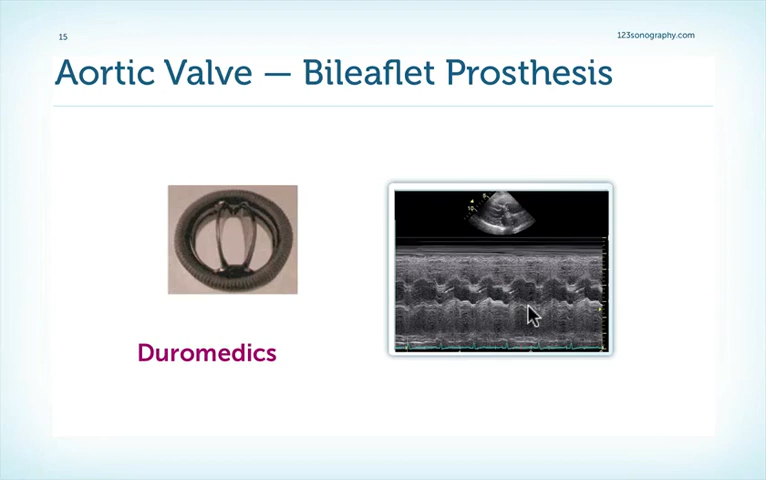 15
123sonography.com
Aortic Valve — Bileaflet Prosthesis
Duromedics